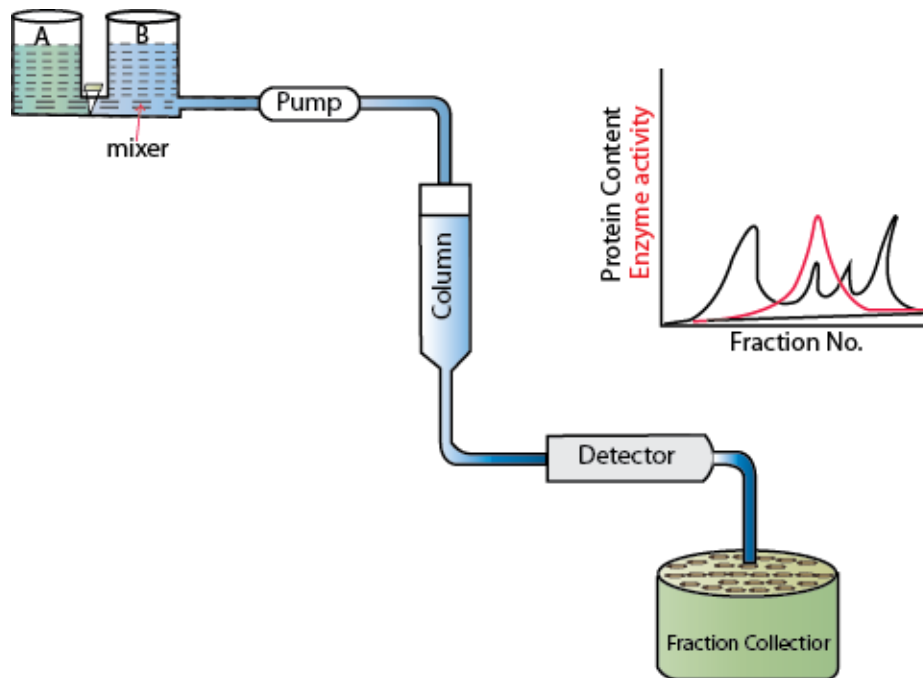 A
B
Pump
mixer
Column
Protein Content
Enzyme activity
Fraction No.
Detector
Fraction Collectior